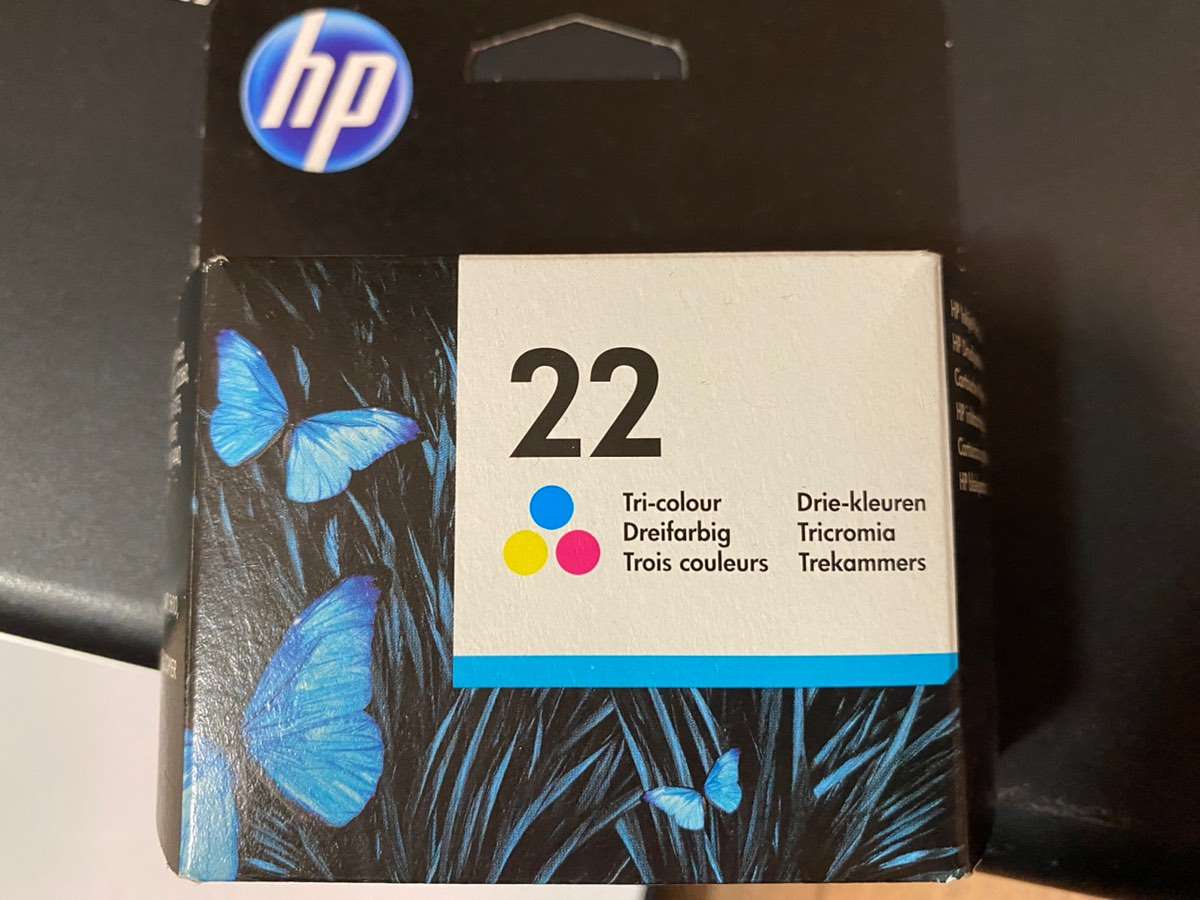 hp
22
Tri-colour
Dreifarbig
Trois couleurs
Drie-kleuren
Tricromia
Trekammers